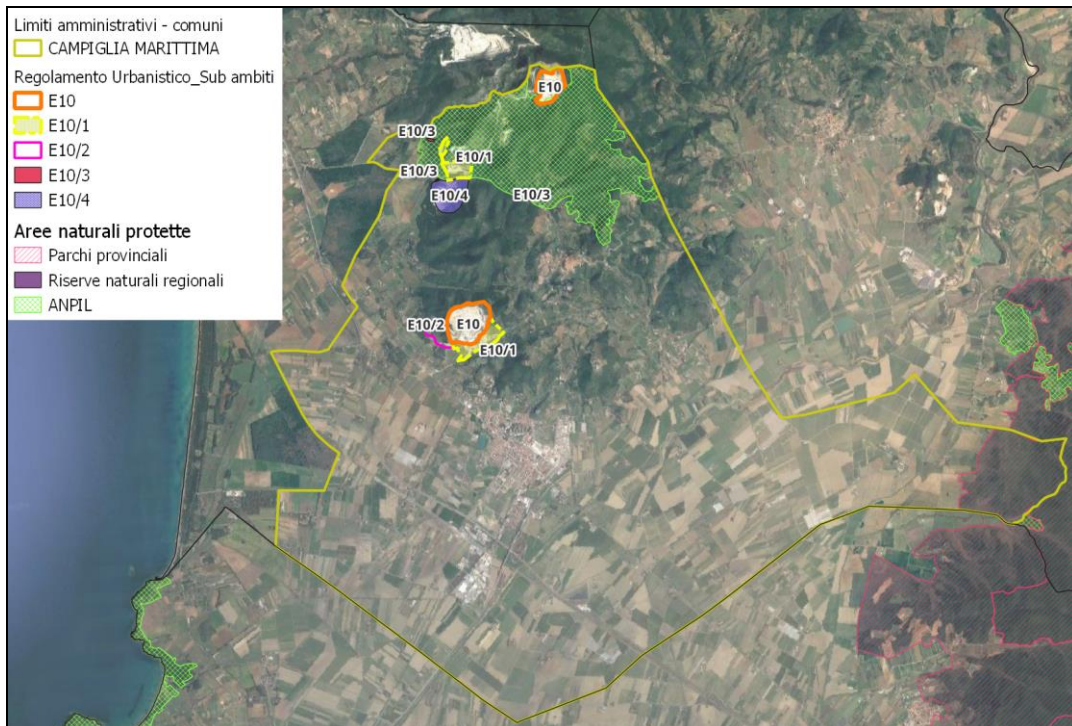 Limiti amministrativi - comuni
CAMPIGLIA MARITTIMA
Regolamento Urbanistico_Sub ambiti
E10
E10/1
E10/2
E10/3
E10/4
Aree naturali protette
Parchi provinciali
Riserve naturali regionali
ANPIL
E10
E10/3
E10/1
E10/3
E10/4
E10/3
E10/2
E10
E10/1